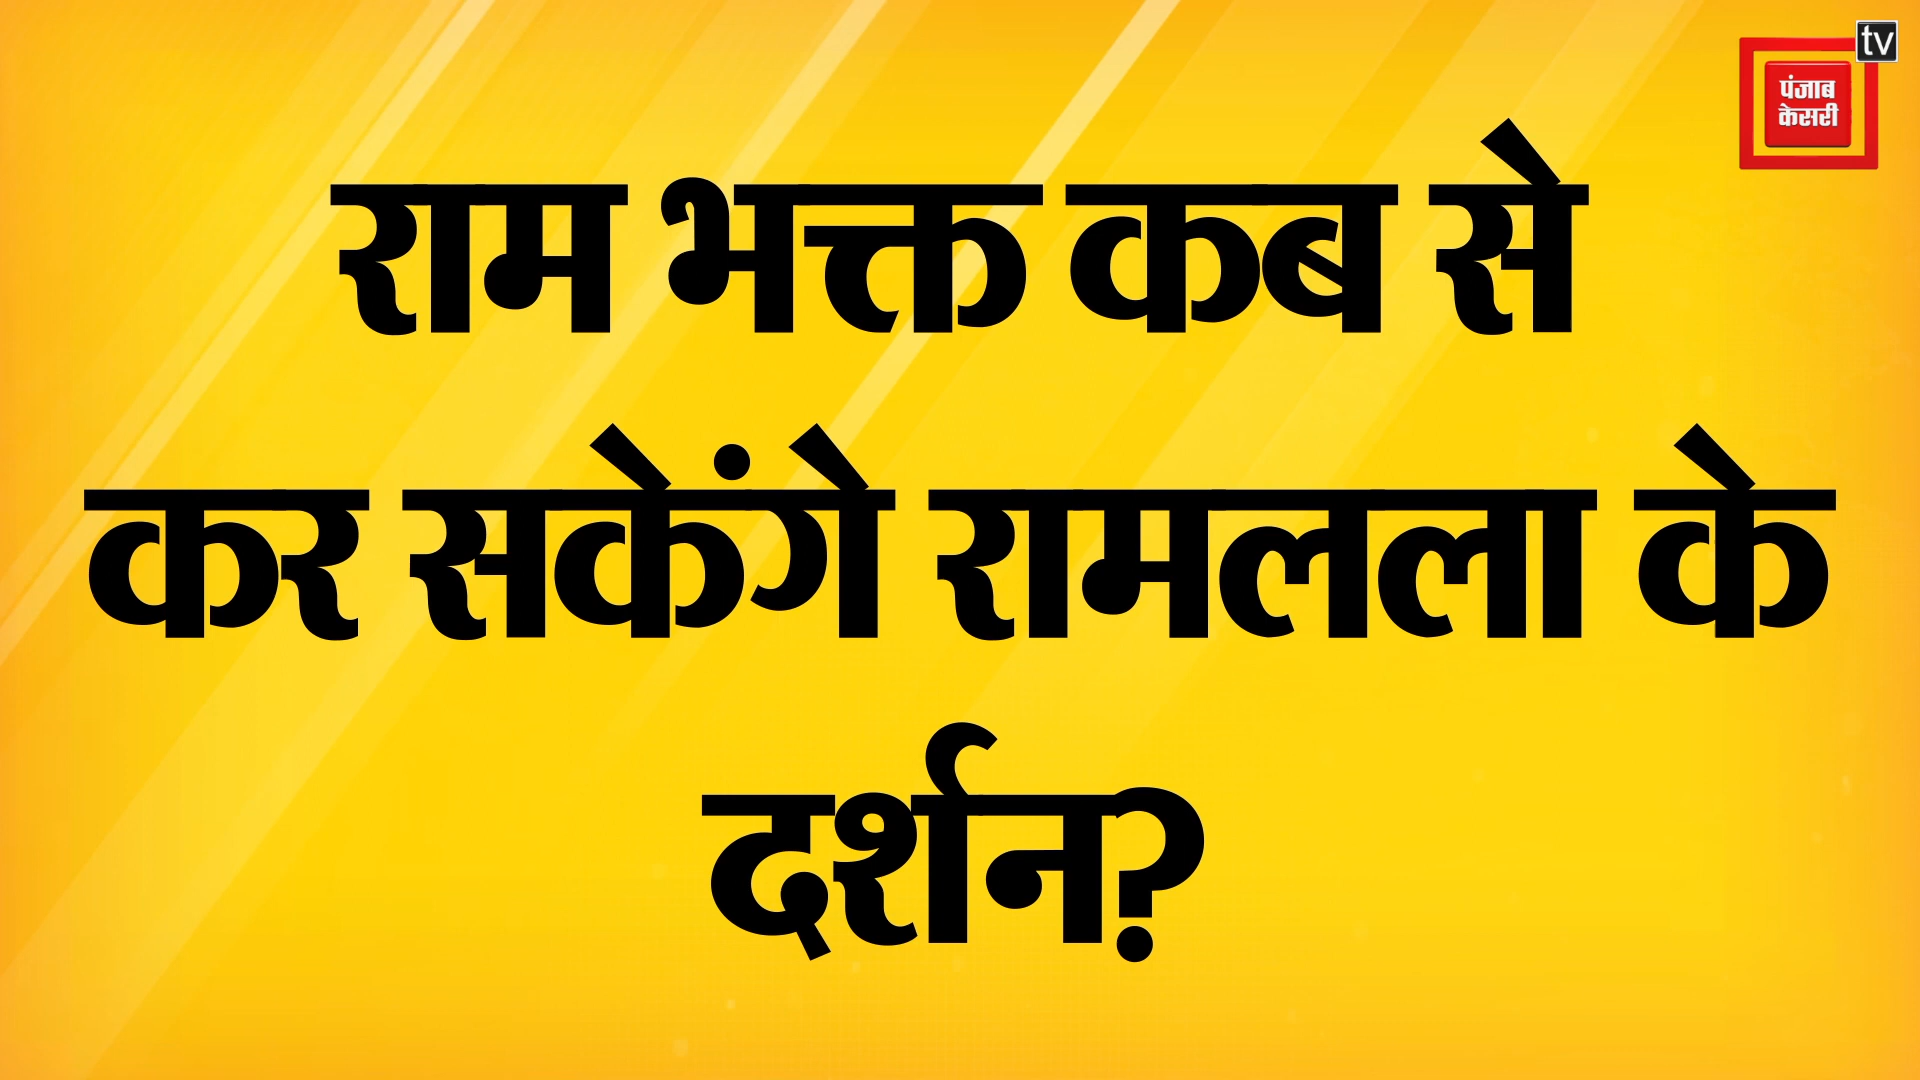 tv
पंजाब
केसरी
राम भक्त कब से
कर सकेंगे रामलला के
दर्शन?